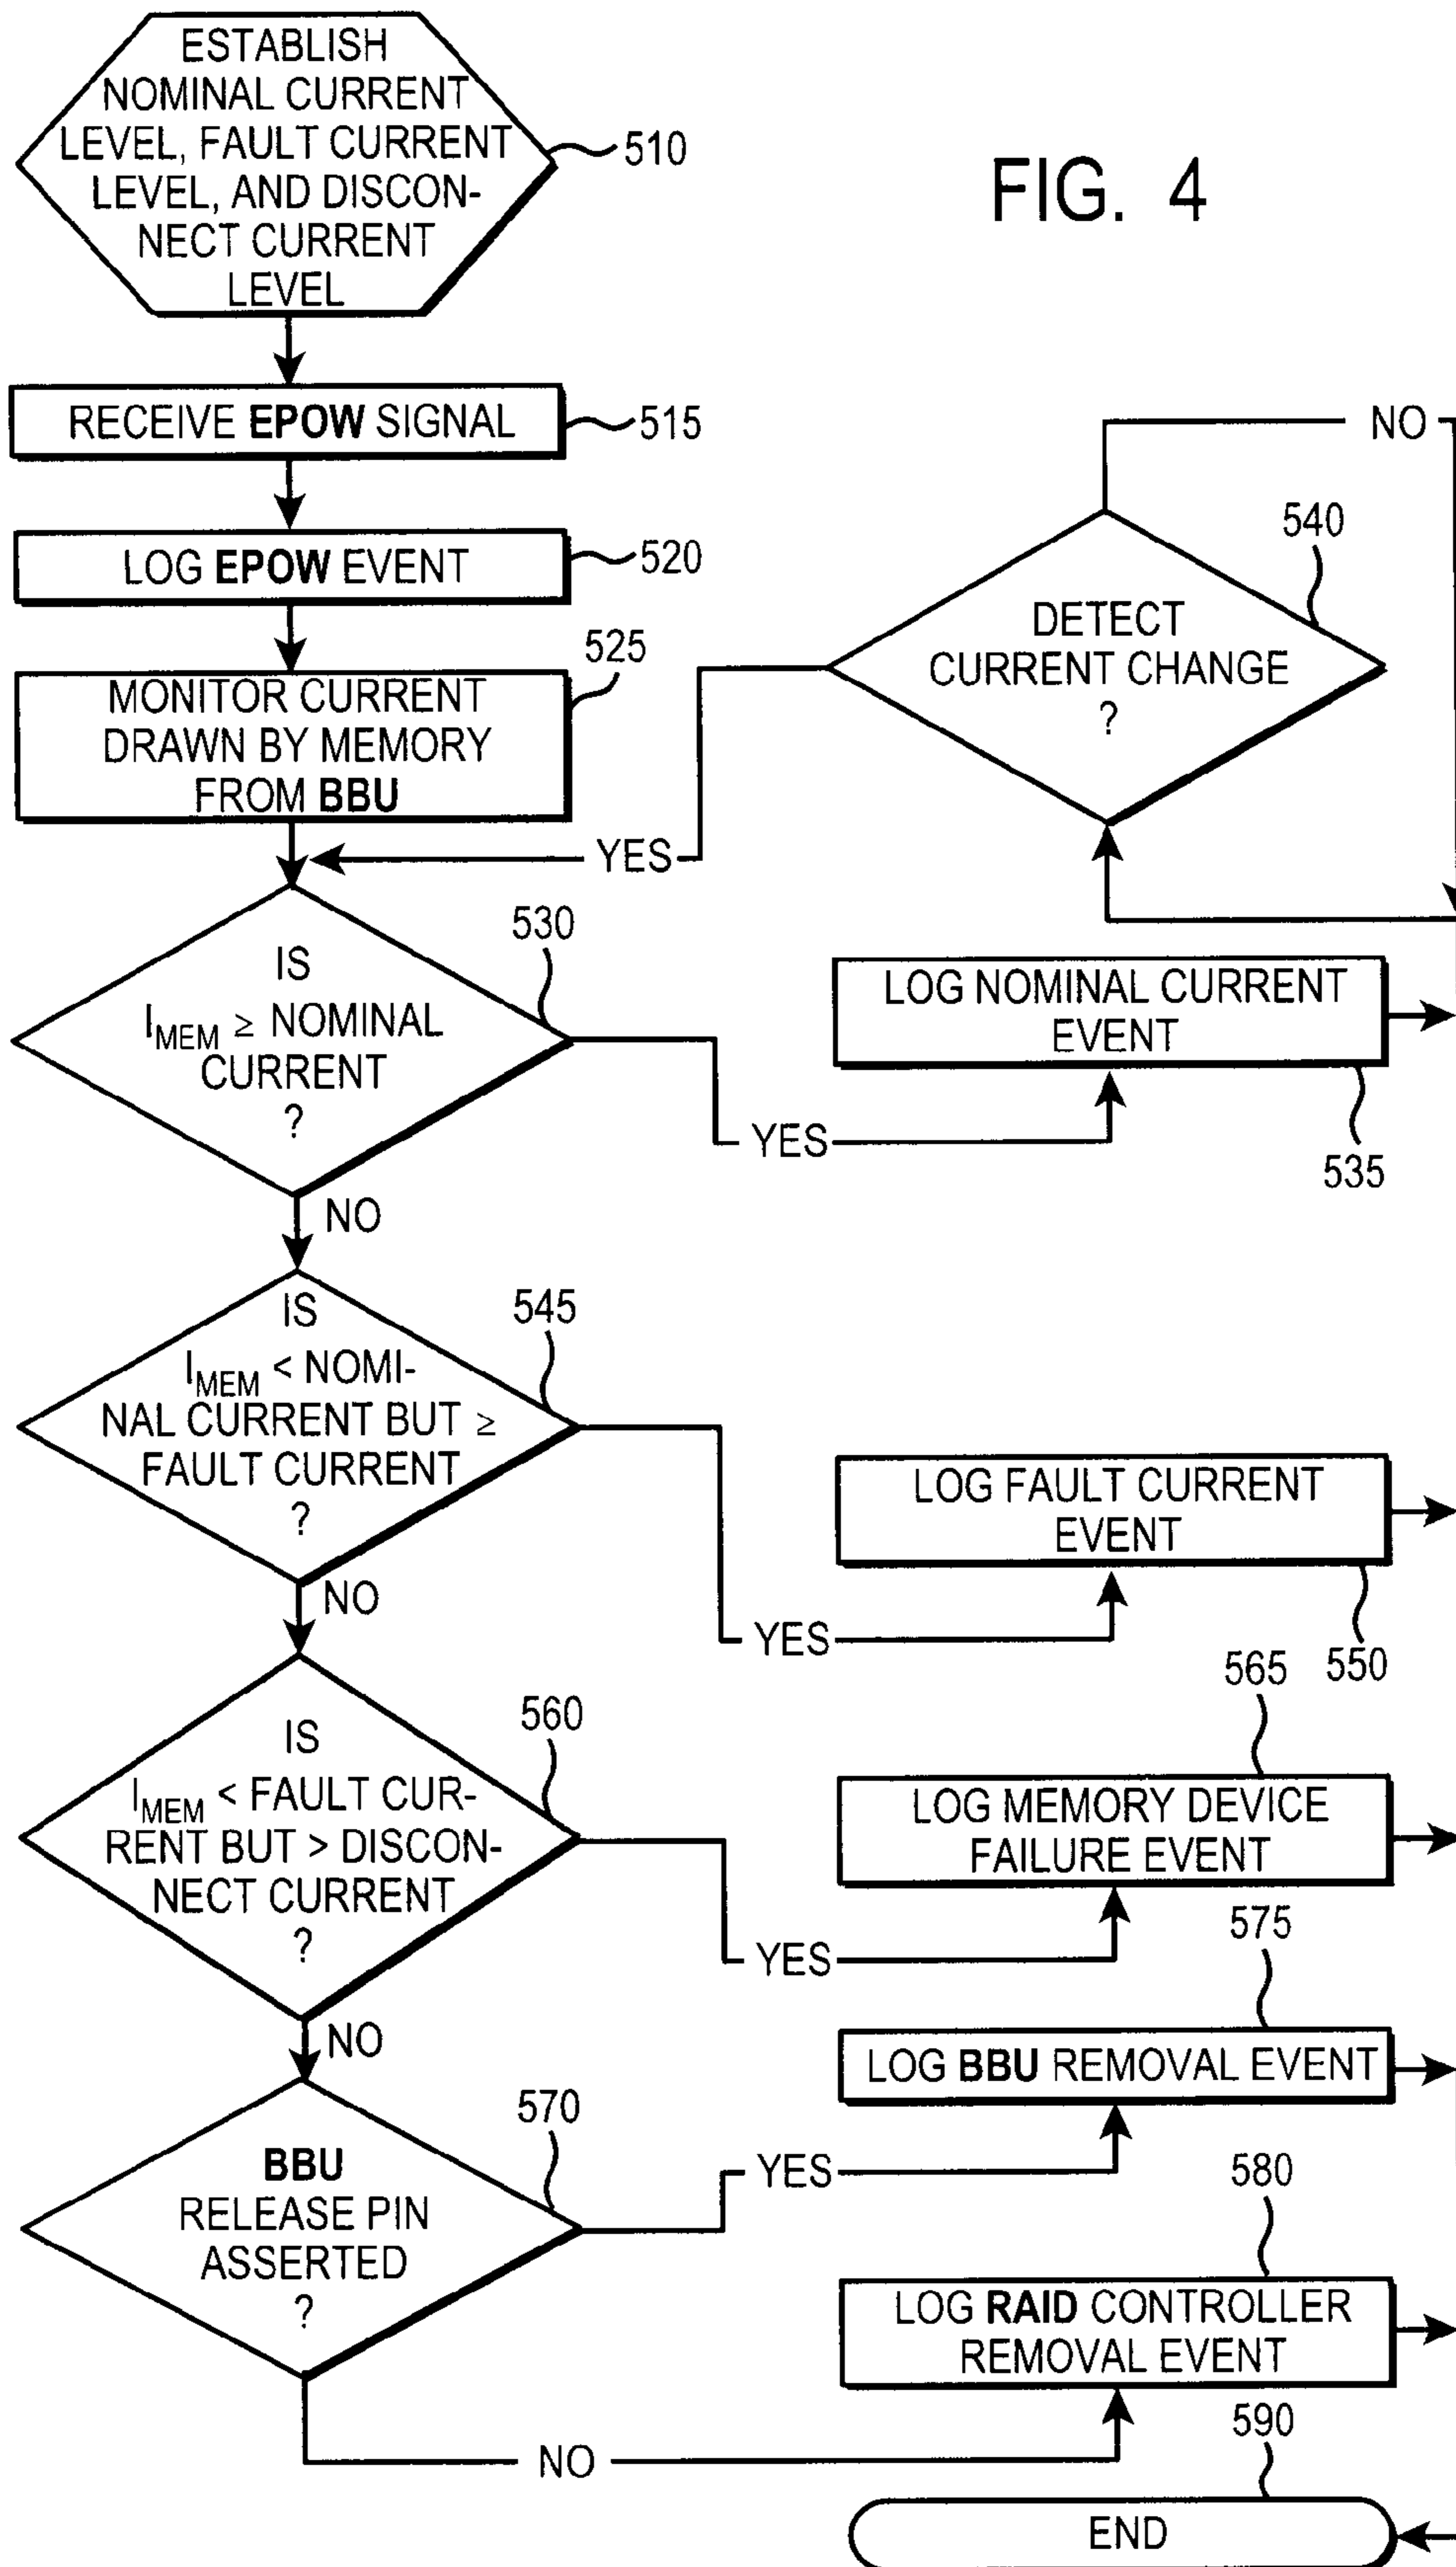 ESTABLISH
NOMINAL CURRENT
LEVEL, FAULT CURRENT
LEVEL, AND DISCON-
NECT CURRENT
LEVEL
510
FIG. 4
RECEIVE EPOW SIGNAL
515
NO
LOG EPOW EVENT
520
540
DETECT
CURRENT CHANGE
?
525
MONITOR CURRENT
DRAWN BY MEMORY
FROM BBU
YES
530
IS
IMEM ≥ NOMINAL
CURRENT
?
LOG NOMINAL CURRENT
EVENT
YES
535
NO
545
IS
IMEM < NOMI-
NAL CURRENT BUT ≥
FAULT CURRENT
?
LOG FAULT CURRENT
EVENT
NO
YES
550
565
560
IS
IMEM < FAULT CUR-
RENT BUT > DISCON-
NECT CURRENT
?
LOG MEMORY DEVICE
FAILURE EVENT
YES
575
NO
LOG BBU REMOVAL EVENT
570
BBU
RELEASE PIN
ASSERTED
?
YES
580
LOG RAID CONTROLLER
REMOVAL EVENT
590
NO
END